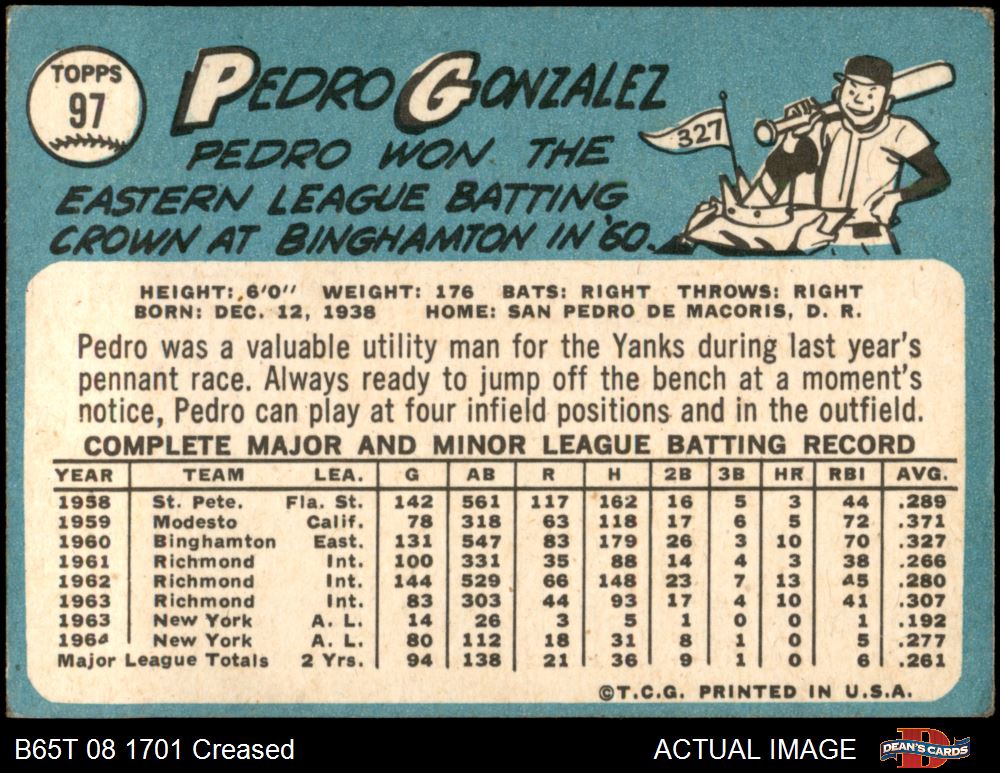 TOPPS
97
PEDRO GONZALEZ
PEDRO WON THE
EASTERN LEAGUE BATTING
CROWN AT BINGHAMTON IN '60.
327
HEIGHT: 6'0" WEIGHT: 176 BATS: RIGHT THROWS: RIGHT
BORN: DEC. 12, 1938 HOME: SAN PEDRO DE MACORIS, D. R.
Pedro was a valuable utility man for the Yanks during last year's
pennant race. Always ready to jump off the bench at a moment's
notice, Pedro can play at four infield positions and in the outfield.
COMPLETE MAJOR AND MINOR LEAGUE BATTING RECORD
YEAR TEAM LEA. G AB R H 2B 3B HR RBI AVG.
1958 St. Pete. Fla. St. 142 561 117 162 16 5 3 44 .289
1959 Modesto Calif. 78 318 63 118 17 6 5 72 .371
1960 Binghamton East. 131 547 83 179 26 3 10 70 .327
1961 Richmond Int. 100 331 35 88 14 4 3 38 .266
1962 Richmond Int. 144 529 66 148 23 7 13 45 .280
1963 Richmond Int. 83 303 44 93 17 4 10 41 .307
1963 New York A. L. 14 26 3 5 1 0 0 1 .192
1964 New York A. L. 80 112 18 31 8 1 0 5 .277
Major League Totals 2 Yrs. 94 138 21 36 9 1 0 6 .261
©T.C.G. PRINTED IN U.S.A.
B65T 08 1701 Creased ACTUAL IMAGE
DEAN'S CARDS